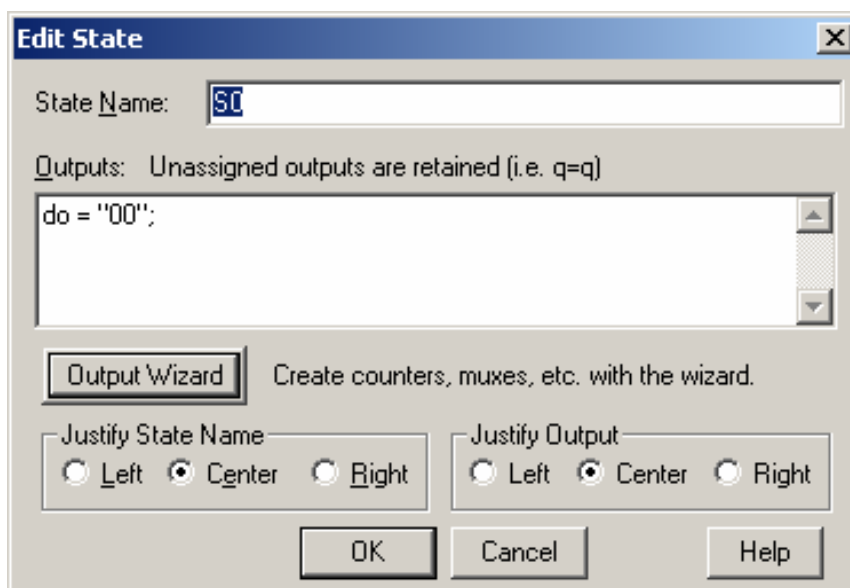 Edit State
State Name: S0
Outputs: Unassigned outputs are retained (i.e. q=q)
do = "00";
Output Wizard Create counters, muxes, etc. with the wizard.
Justify State Name Justify Output
Left Center Right Left Center Right
OK Cancel Help